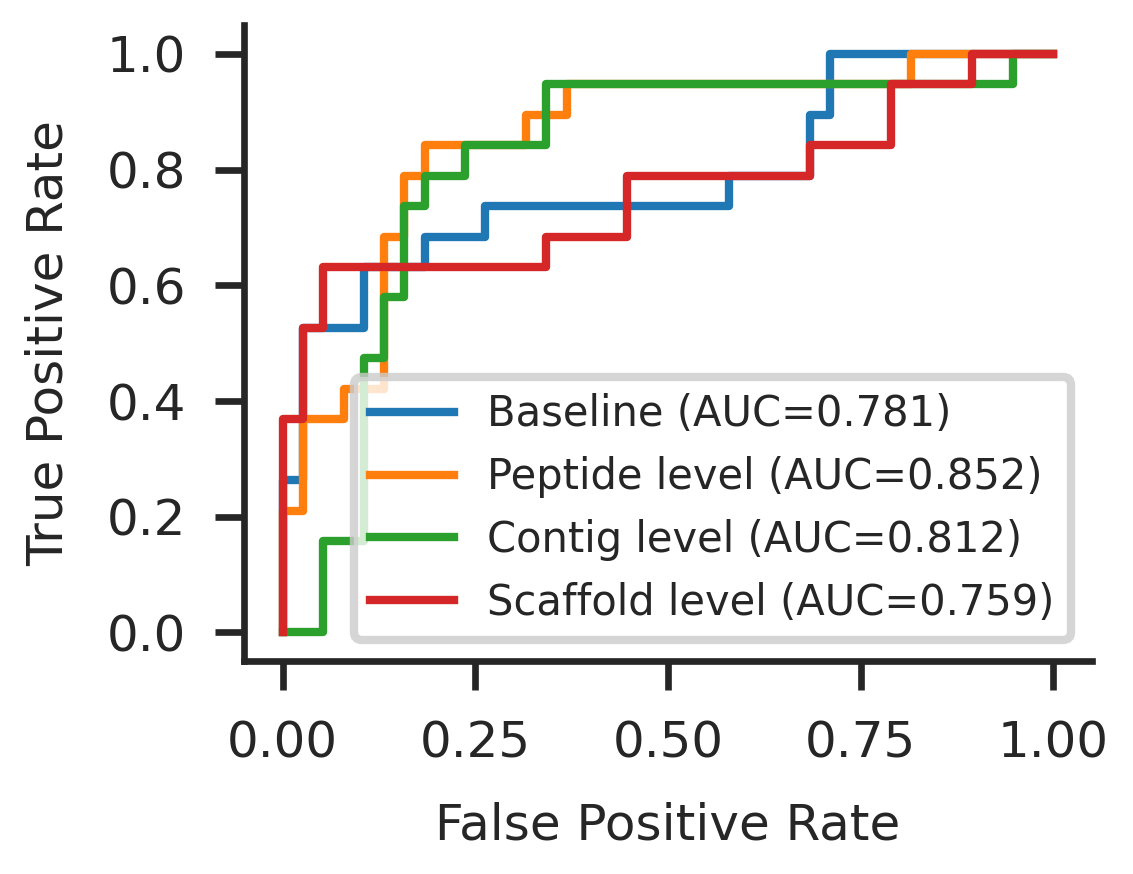 True Positive Rate
1.0
0.8
0.6
0.4
0.2
0.0
Baseline (AUC=0.781)
Peptide level (AUC=0.852)
Contig level (AUC=0.812)
Scaffold level (AUC=0.759)
0.00 0.25 0.50 0.75 1.00
False Positive Rate